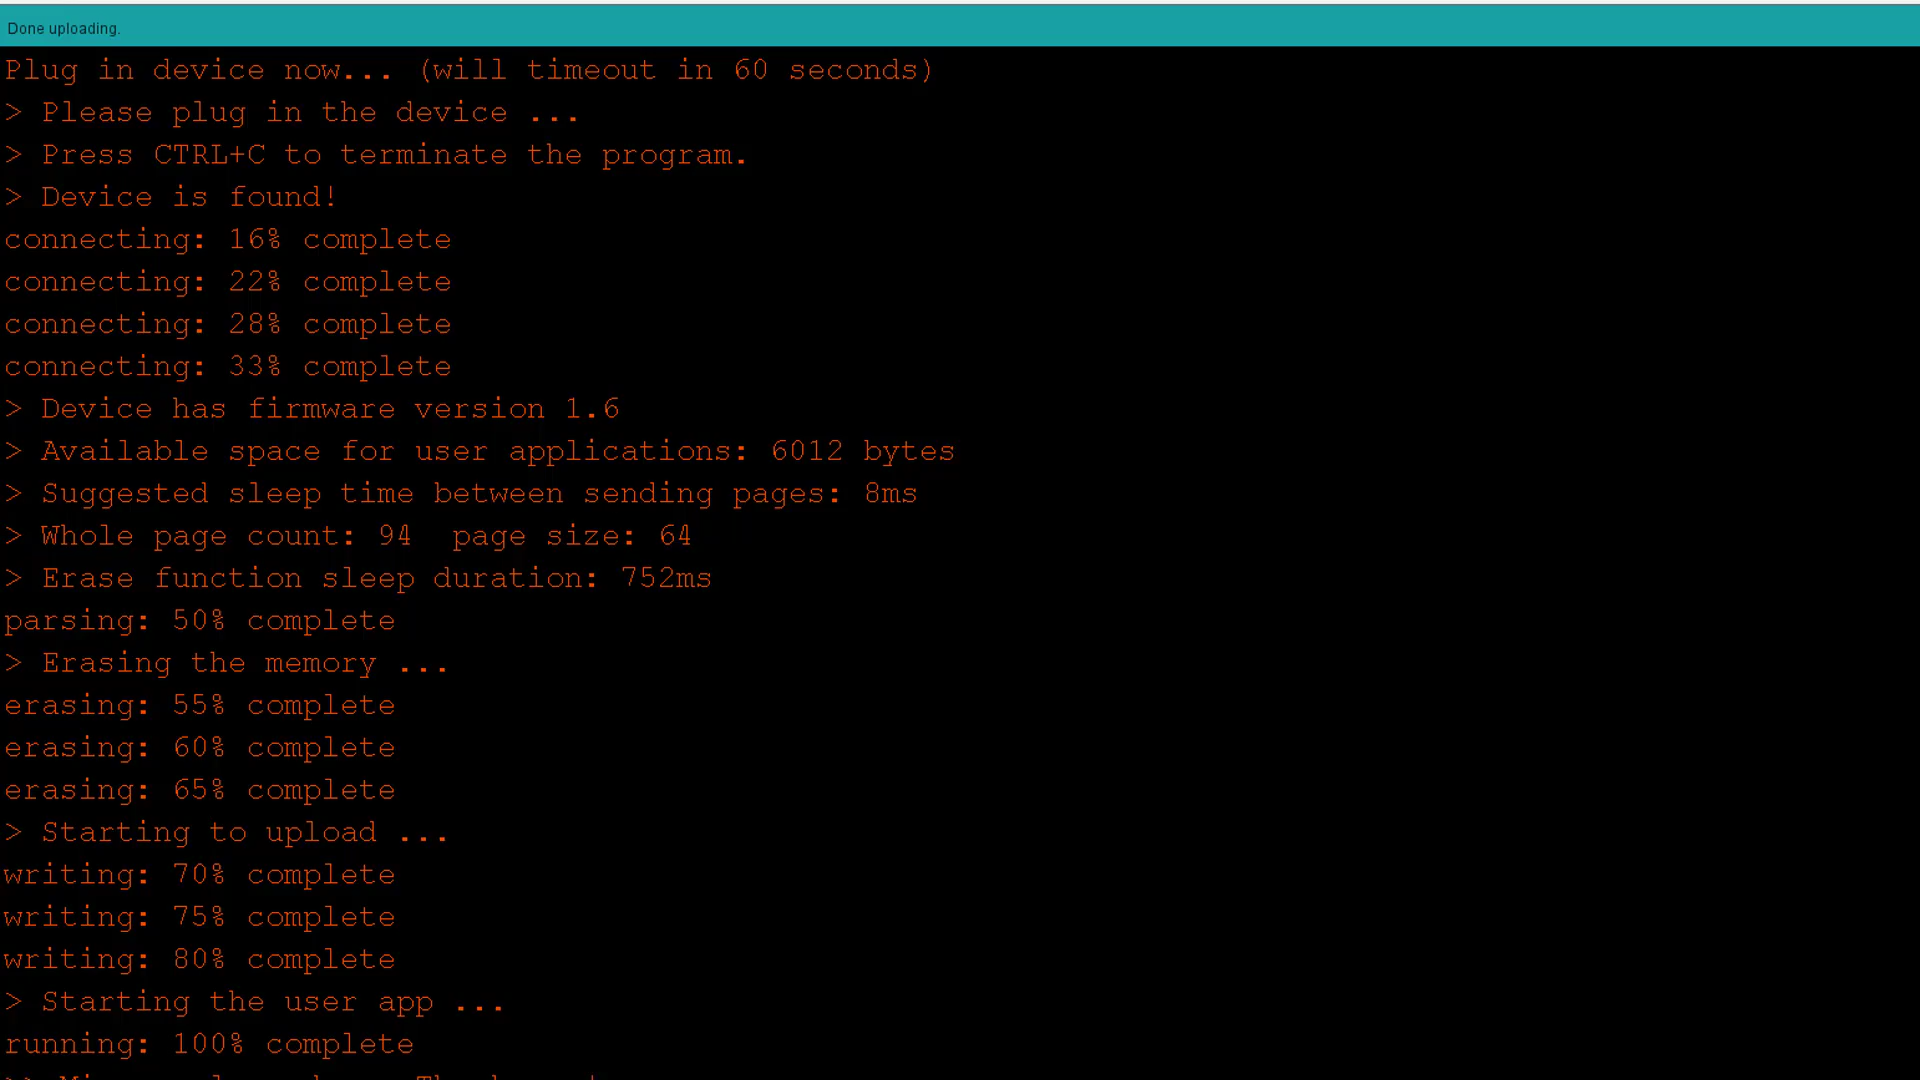 Done uploading.
Plug in device now... (will timeout in 60 seconds)
> Please plug in the device ...
> Press CTRL+C to terminate the program.
> Device is found!
connecting: 16% complete
connecting: 22% complete
connecting: 28% complete
connecting: 33% complete
> Device has firmware version 1.6
> Available space for user applications: 6012 bytes
> Suggested sleep time between sending pages: 8ms
> Whole page count: 94  page size: 64
> Erase function sleep duration: 752ms
parsing: 50% complete
> Erasing the memory ...
erasing: 55% complete
erasing: 60% complete
erasing: 65% complete
> Starting to upload ...
writing: 70% complete
writing: 75% complete
writing: 80% complete
> Starting the user app ...
running: 100% complete